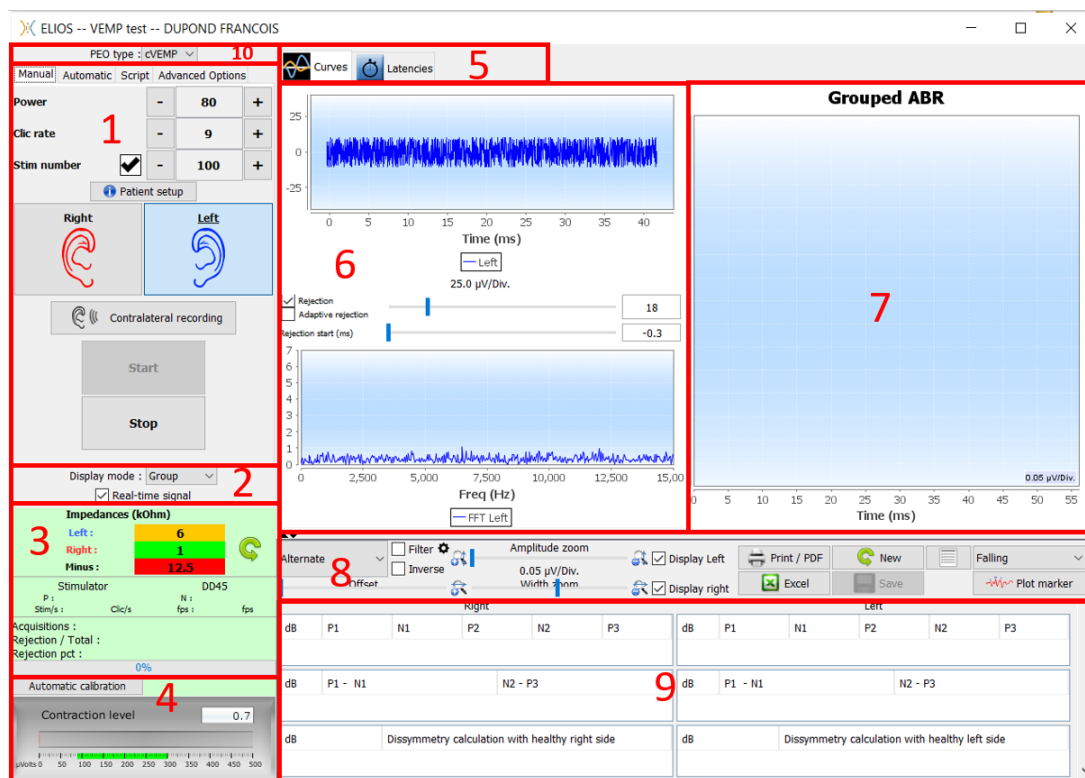 ELIOS -- VEMP test -- DUPOND FRANCOIS
PEO type : cVEMP 10
Manual Automatic Script Advanced Options
Power - 80 +
1
Clic rate - 9 +
Stim number - 100 +
Patient setup
Right Left
Contralateral recording
Start
Stop
Display mode : Group 2
Real-time signal
Impedances (kOhm)
3
Left : 6
Right : 1
Minus : 12.5
Stimulator DD45
P : N :
Stim/s : Clic/s fps : fps
Acquisitions :
Rejection / Total :
Rejection pct :
0%
Automatic calibration 4
Contraction level 0.7
µVolts 0 50 100 150 200 250 300 350 400 450 500
Curves Latencies 5
25
0
-25
0 5 10 15 20 25 30 35 40
Time (ms)
Left
6
25.0 µV/Div.
Rejection 18
Adaptive rejection
Rejection start (ms) -0.3
7
6
5
4
3
2
1
0
0 2,500 5,000 7,500 10,000 12,500 15,00
Freq (Hz)
FFT Left
Grouped ABR
7
0.05 µV/Div.
0 5 10 15 20 25 30 35 40 45 50 55
Time (ms)
Alternate 8 Filter Amplitude zoom Display Left Print / PDF New Falling
Inverse 0.05 µV/Div.
Offset Width zoom Display right Excel Save Plot marker
Right Left
dB P1 N1 P2 N2 P3 dB P1 N1 P2 N2 P3
dB P1 - N1 N2 - P3 9 dB P1 - N1 N2 - P3
dB Dissymmetry calculation with healthy right side dB Dissymmetry calculation with healthy left side